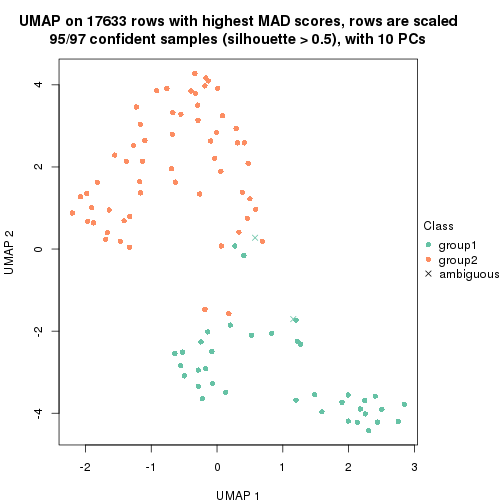 UMAP on 17633 rows with highest MAD scores, rows are scaled
95/97 confident samples (silhouette > 0.5), with 10 PCs
4
2
0
-2
-4
UMAP 2
-2
-1
0
1
2
3
UMAP 1
Class
group1
group2
ambiguous